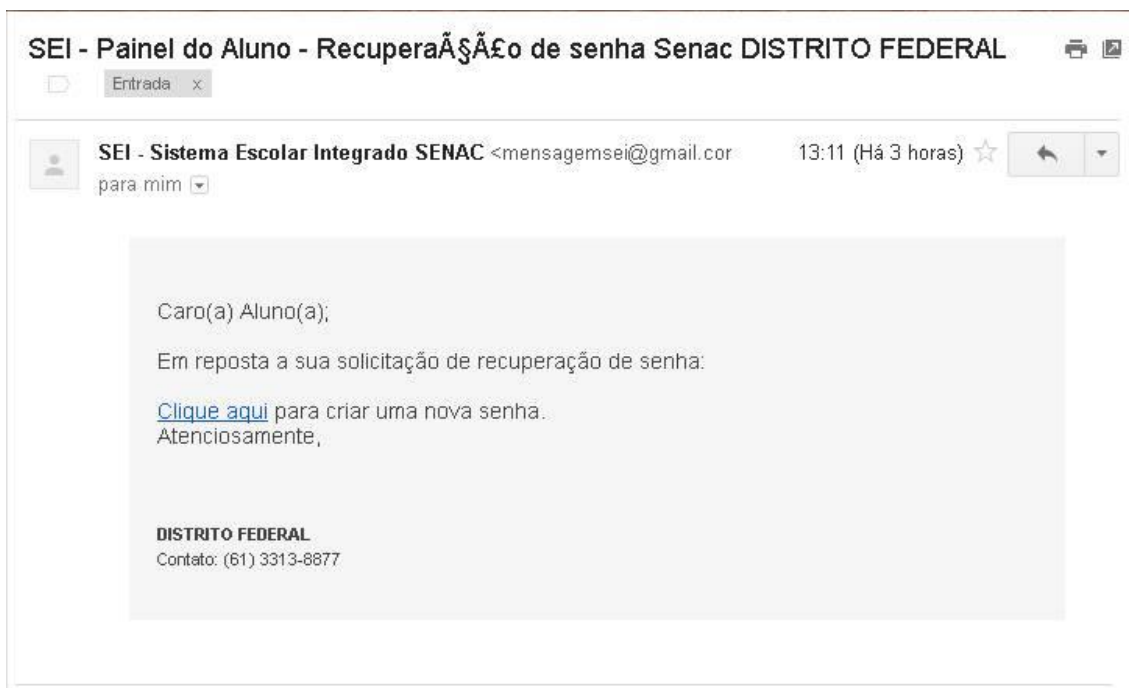 SEI - Painel do Aluno - RecuperaÃ§Ã£o de senha Senac DISTRITO FEDERAL
Entrada x
SEI - Sistema Escolar Integrado SENAC <mensagemsei@gmail.cor 13:11 (Há 3 horas)
para mim
Caro(a) Aluno(a);
Em reposta a sua solicitação de recuperação de senha:
Clique aqui para criar uma nova senha.
Atenciosamente,
DISTRITO FEDERAL
Contato: (61) 3313-8877